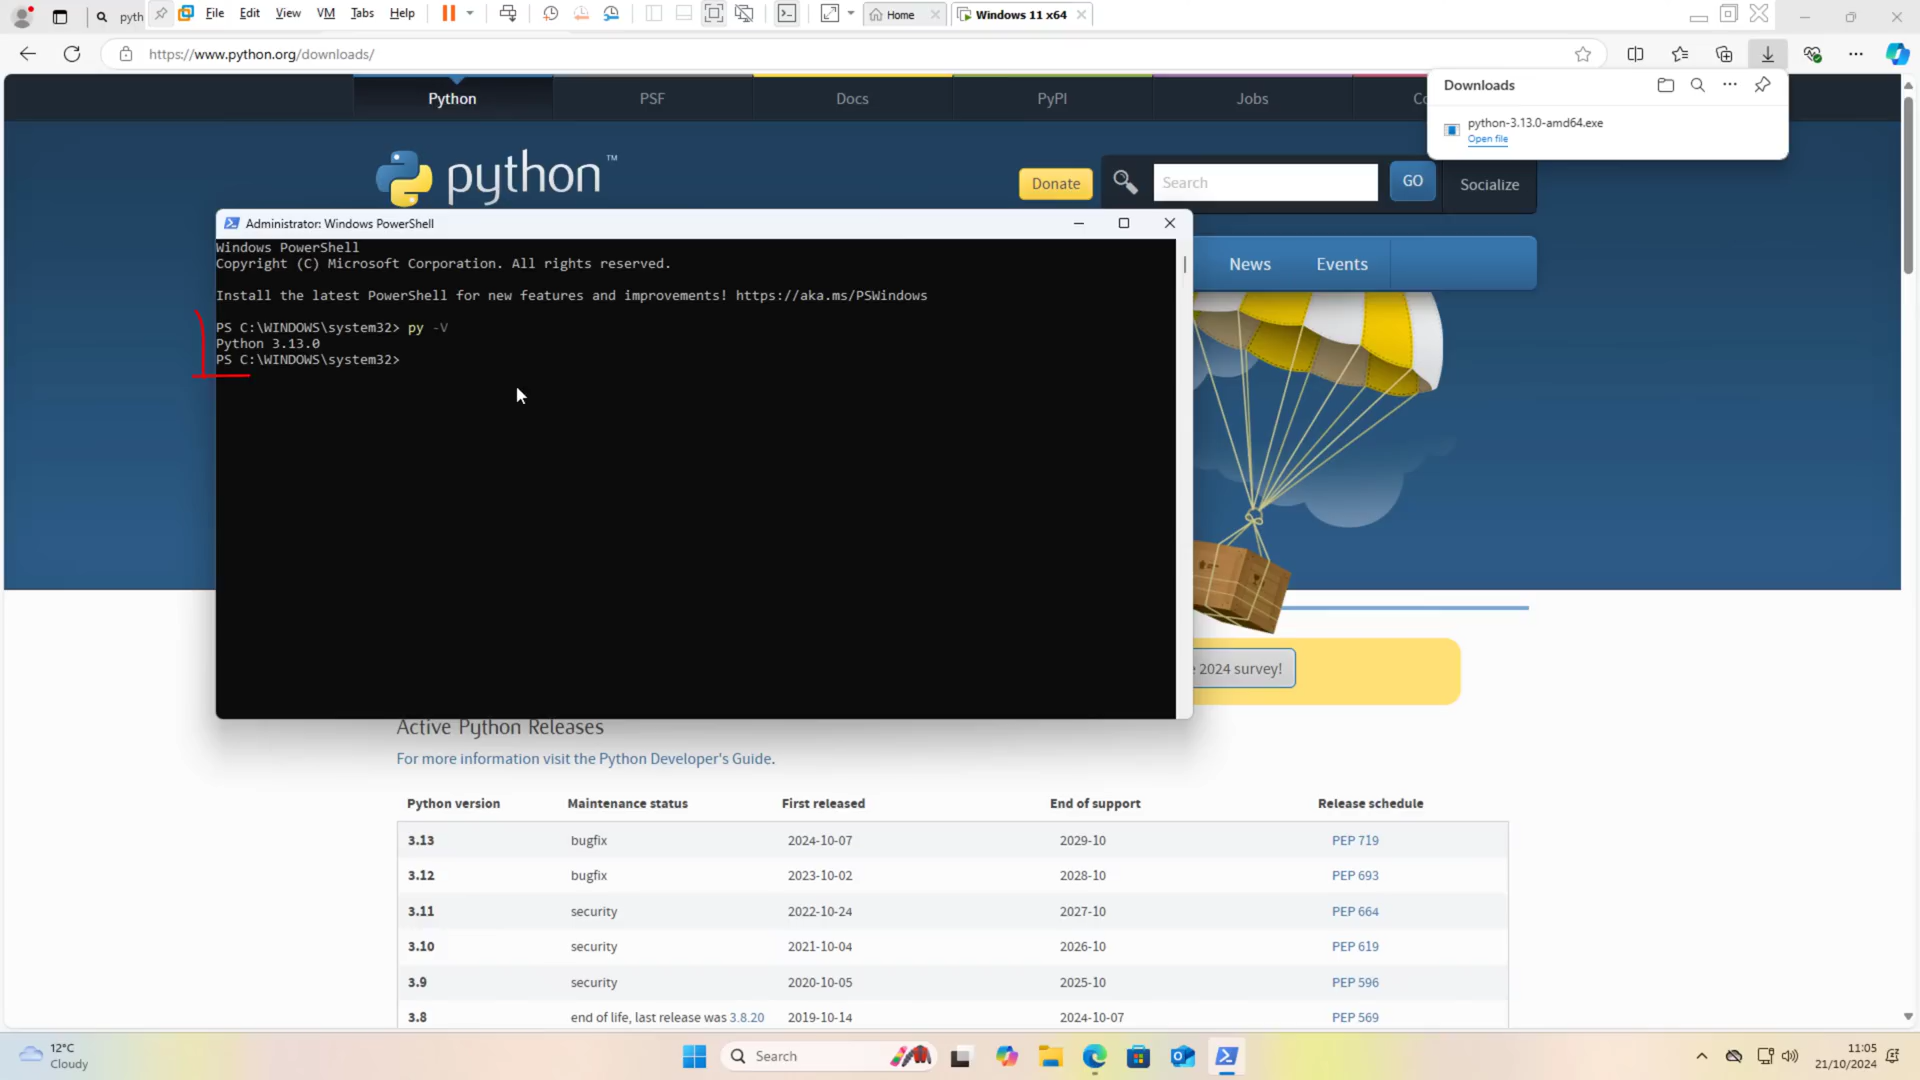 pyth
File Edit View VM Tabs Help
Home
Windows 11 x64
https://www.python.org/downloads/
Python PSF Docs PyPI Jobs Co
Downloads
python-3.13.0-amd64.exe
Open file
python™
Donate
Search
GO
Socialize
News Events
Administrator: Windows PowerShell
Windows PowerShell
Copyright (C) Microsoft Corporation. All rights reserved.
Install the latest PowerShell for new features and improvements! https://aka.ms/PSWindows
PS C:\WINDOWS\system32> py -V
Python 3.13.0
PS C:\WINDOWS\system32>
2024 survey!
Active Python Releases
For more information visit the Python Developer's Guide.
Python version Maintenance status First released End of support Release schedule
3.13 bugfix 2024-10-07 2029-10 PEP 719
3.12 bugfix 2023-10-02 2028-10 PEP 693
3.11 security 2022-10-24 2027-10 PEP 664
3.10 security 2021-10-04 2026-10 PEP 619
3.9 security 2020-10-05 2025-10 PEP 596
3.8 end of life, last release was 3.8.20 2019-10-14 2024-10-07 PEP 569
12°C
Cloudy
Search
11:05
21/10/2024